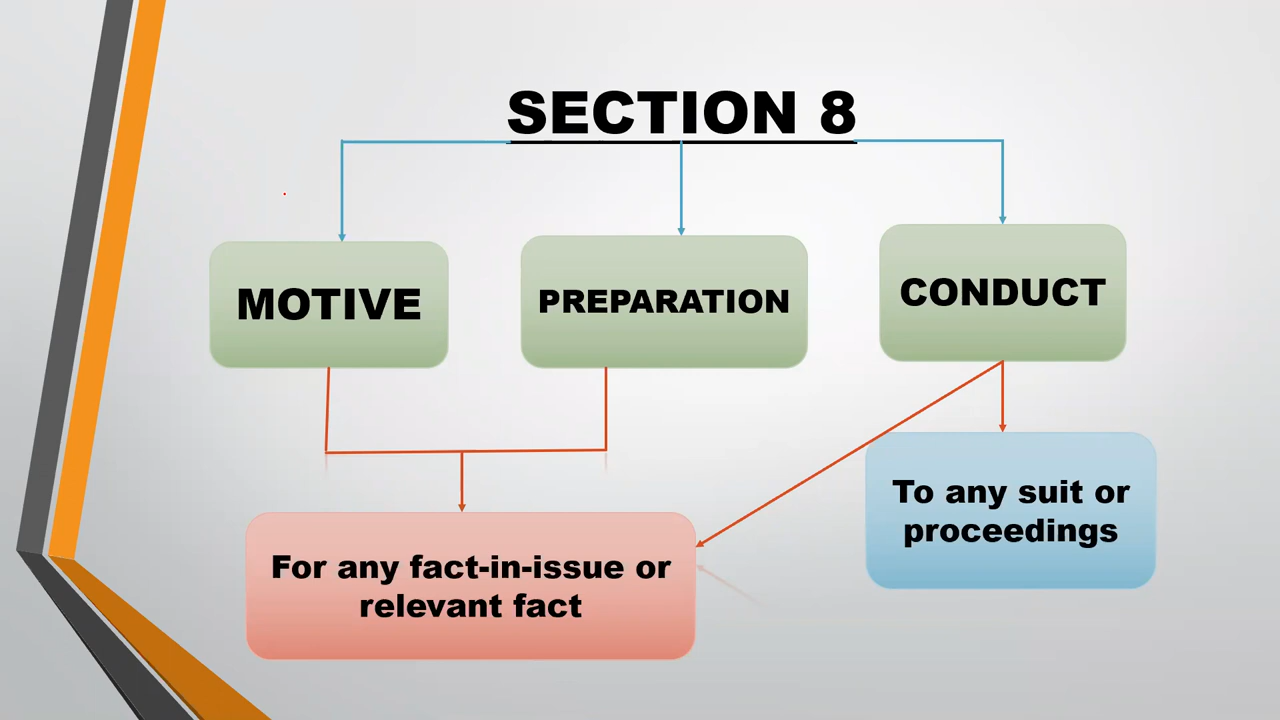 SECTION 8
MOTIVE
PREPARATION
CONDUCT
To any suit or
proceedings
For any fact-in-issue or
relevant fact